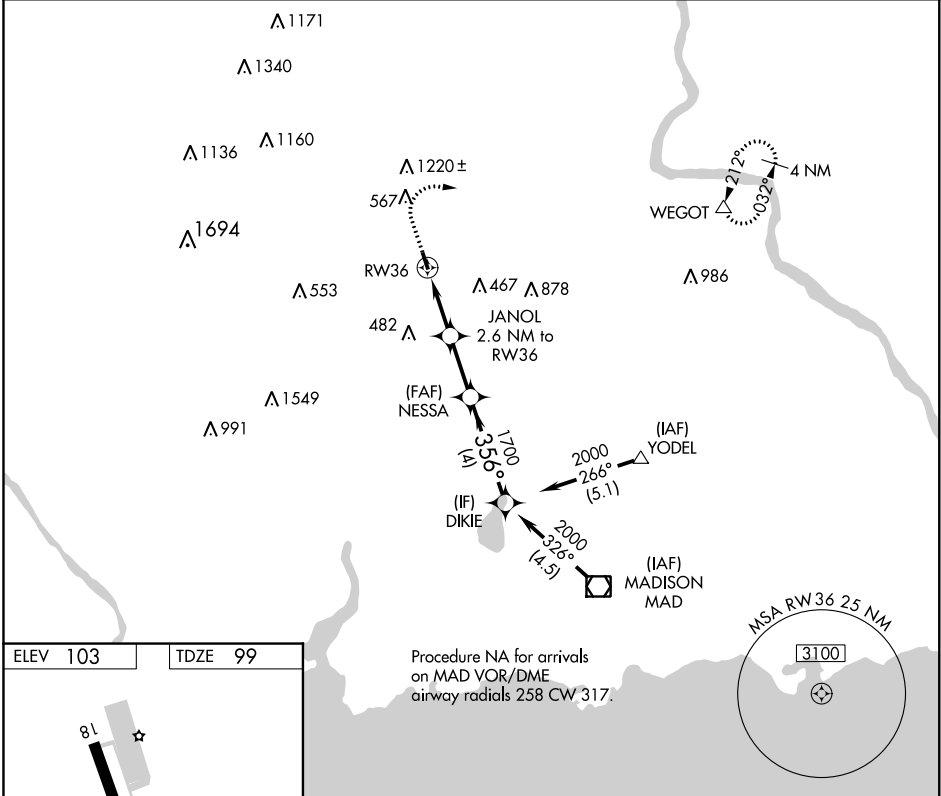 1171
1340
1136
1160
1220 ±
567
212°
032°
4 NM
WEGOT
1694
RW36
553
467
878
986
JANOL
2.6 NM to
RW36
482
(FAF)
NESSA
1549
991
1700
356°
(4)
(IAF)
YODEL
2000
266°
(5.1)
(IF)
DIKIE
2000
326°
(4.5)
(IAF)
MADISON
MAD
MSA RW36 25 NM
3100
ELEV 103
TDZE 99
Procedure NA for arrivals
on MAD VOR/DME
airway radials 258 CW 317.
18